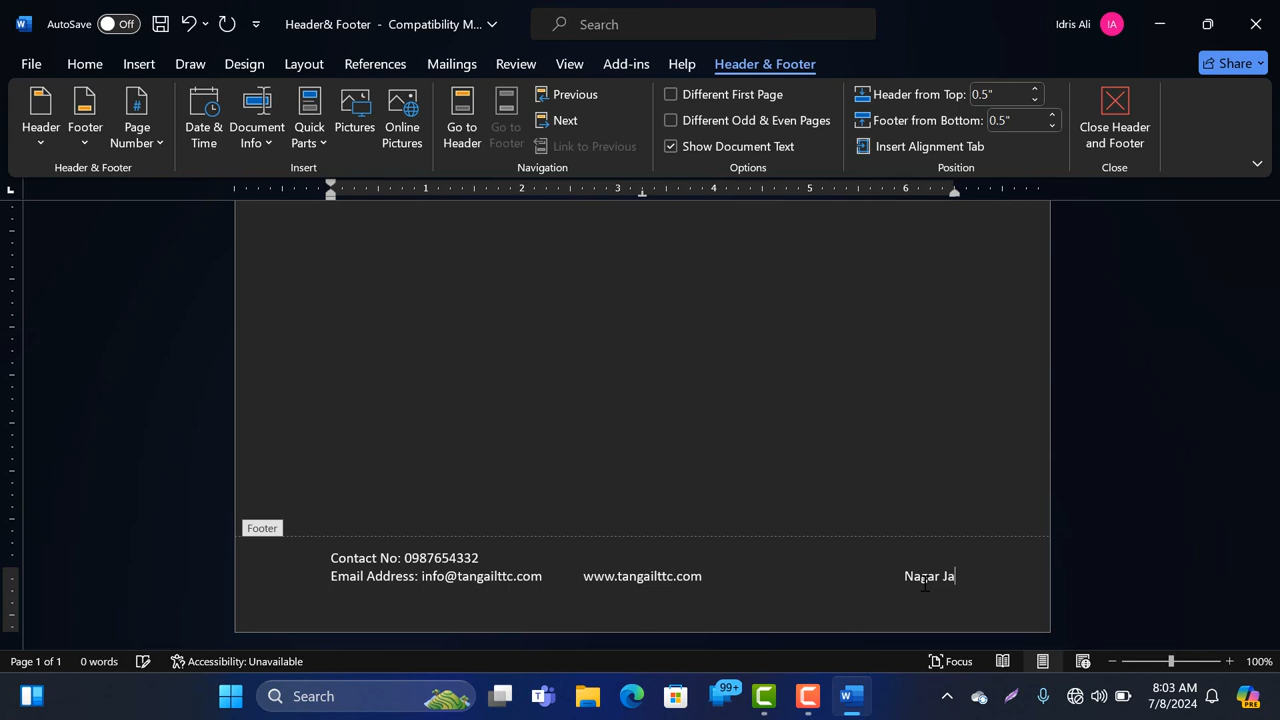 AutoSave Off Header& Footer - Compatibility M... Search Idris Ali IA
File Home Insert Draw Design Layout References Mailings Review View Add-ins Help Header & Footer Share
Header Footer Page Number Date & Time Document Info Quick Parts Pictures Online Pictures Go to Header Go to Footer
Previous
Next
Link to Previous
Different First Page
Different Odd & Even Pages
Show Document Text
Header from Top: 0.5"
Footer from Bottom: 0.5"
Insert Alignment Tab
Close Header and Footer
Header & Footer Insert Navigation Options Position Close
1 2 3 4 5 6
Footer
Contact No: 0987654332
Email Address: info@tangailttc.com www.tangailttc.com Nagar Ja
Page 1 of 1 0 words Accessibility: Unavailable Focus 100%
Search 99+ 8:03 AM PRE
7/8/2024